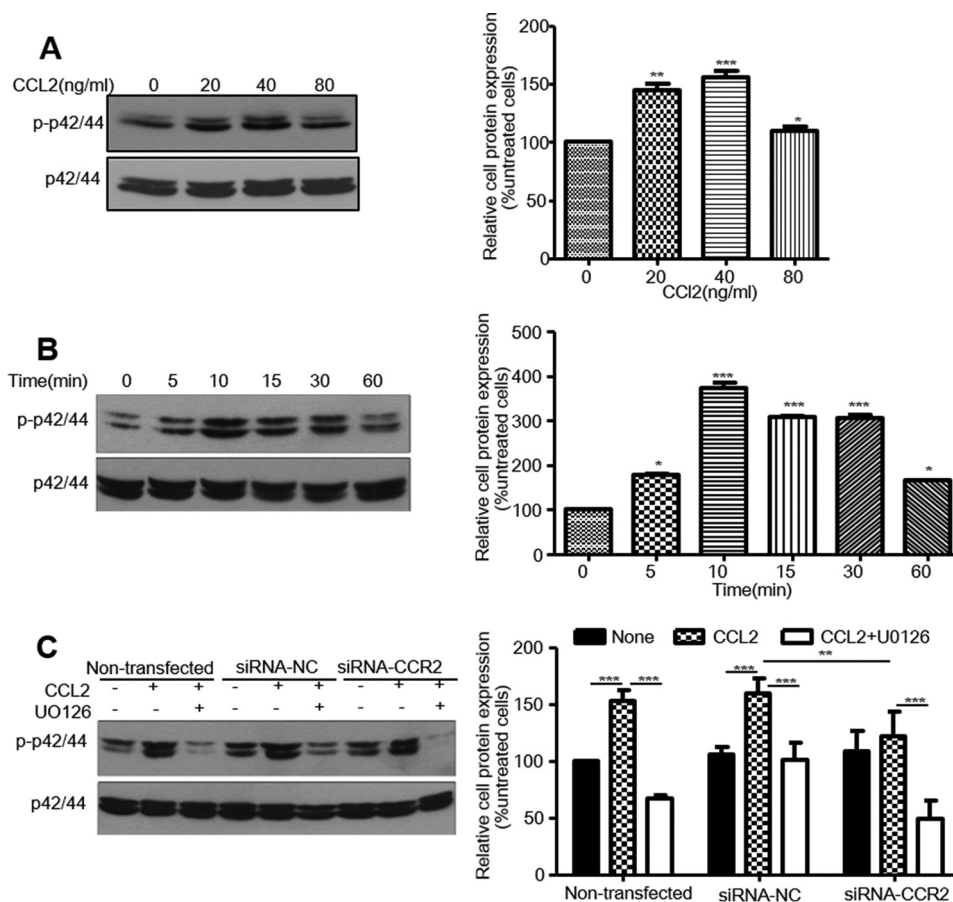 A
CCL2(ng/ml) 0 20 40 80
p-p42/44
p42/44
Relative cell protein expression
(%untreated cells)
200
150
100
50
0
** *** *
0 20 40 80
CCl2(ng/ml)
B
Time(min) 0 5 10 15 30 60
p-p42/44
p42/44
Relative cell protein expression
(%untreated cells)
500
400
300
200
100
0
* *** *** *** *
0 5 10 15 30 60
Time(min)
C
Non-transfected siRNA-NC siRNA-CCR2
CCL2 - + + - + + - + +
UO126 - - + - - + - - +
p-p42/44
p42/44
None CCL2 CCL2+U0126
Relative cell protein expression
(%untreated cells)
200
150
100
50
0
*** *** *** *** ** ***
Non-transfected siRNA-NC siRNA-CCR2